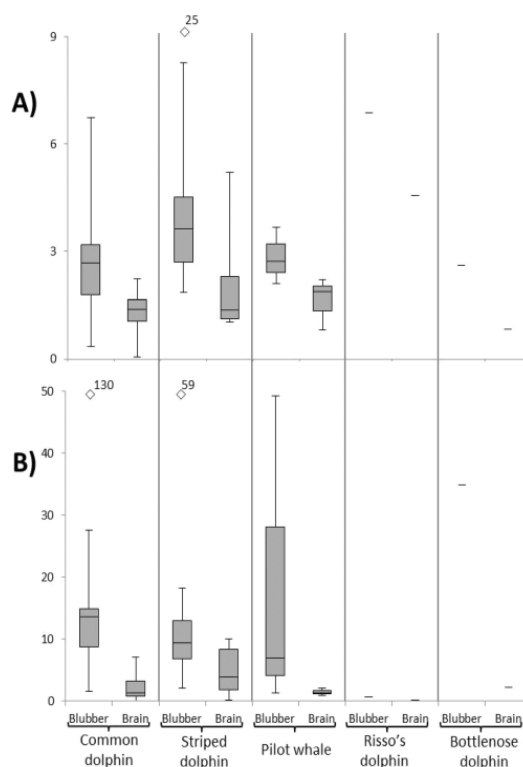 25
9
A)
6
3
0
130
59
50
40
B)
30
20
10
0
Blubber Brain Blubber Brain Blubber Brain Blubber Brain Blubber Brain
Common dolphin
Striped dolphin
Pilot whale
Risso's dolphin
Bottlenose dolphin